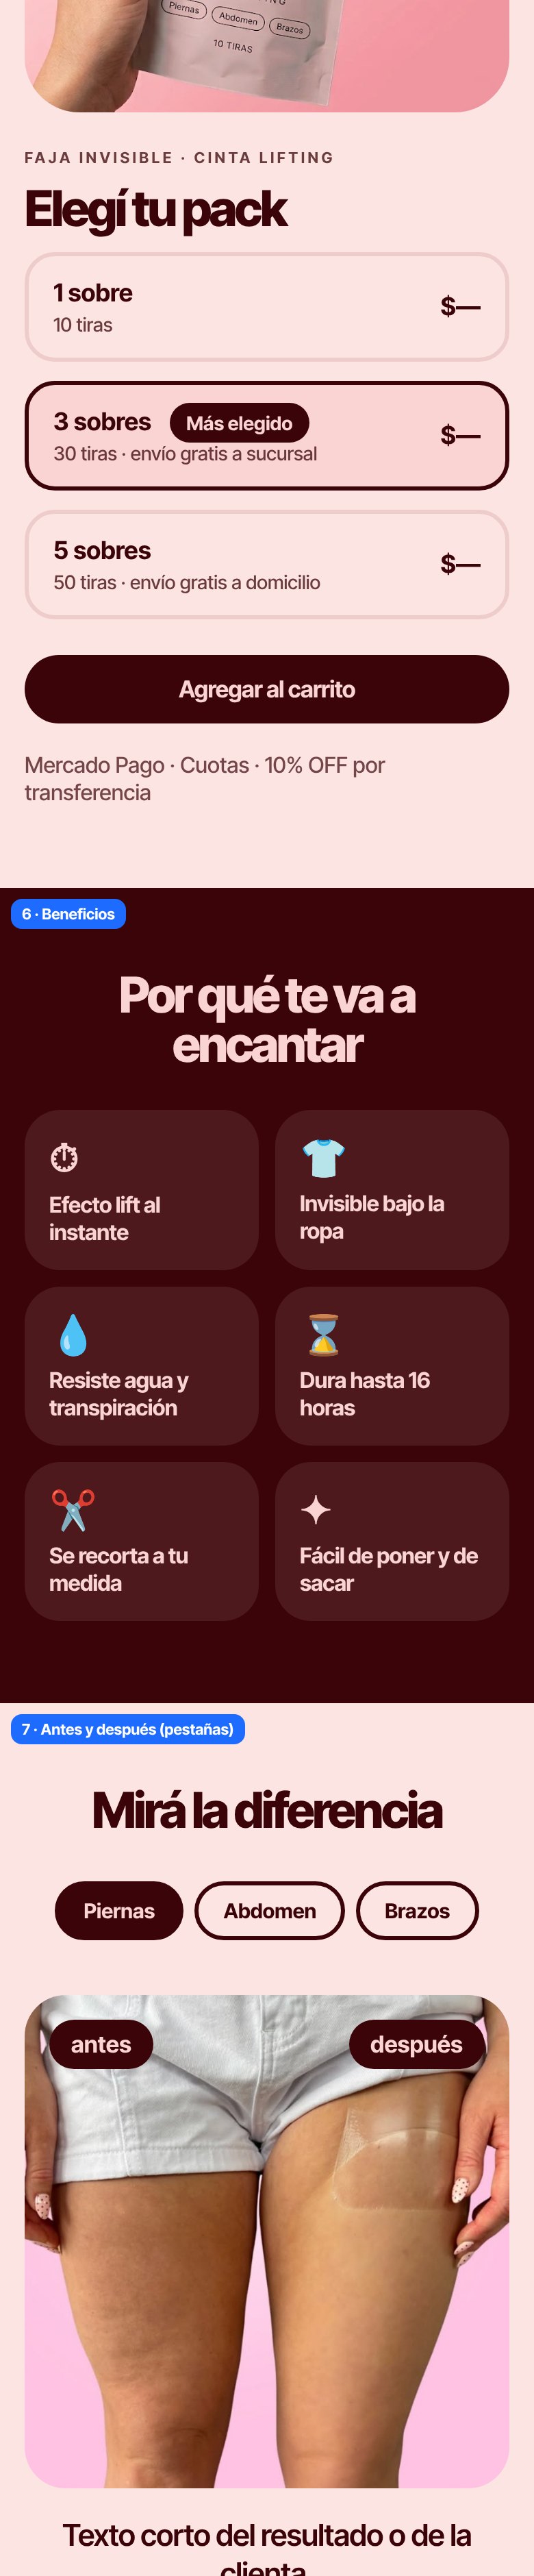 Piernas
Abdomen
Brazos
10 TIRAS
FAJA INVISIBLE · CINTA LIFTING
Elegí tu pack
1 sobre
10 tiras
$—
3 sobres
Más elegido
30 tiras · envío gratis a sucursal
$—
5 sobres
50 tiras · envío gratis a domicilio
$—
Agregar al carrito
Mercado Pago · Cuotas · 10% OFF por
transferencia
6 · Beneficios
Por qué te va a
encantar
Efecto lift al
instante
Invisible bajo la
ropa
Resiste agua y
transpiración
Dura hasta 16
horas
Se recorta a tu
medida
Fácil de poner y de
sacar
7 · Antes y después (pestañas)
Mirá la diferencia
Piernas
Abdomen
Brazos
antes
después
Texto corto del resultado o de la
clienta